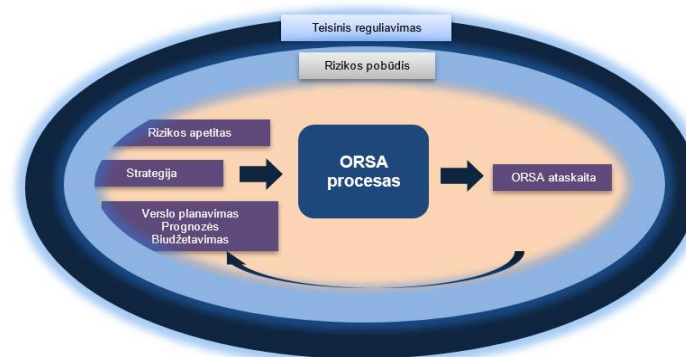 Teisinis reguliavimas
Rizikos pobūdis
Rizikos apetitas
Strategija
Verslo planavimas
Prognozės
Biudžetavimas
ORSA
procesas
ORSA ataskaita